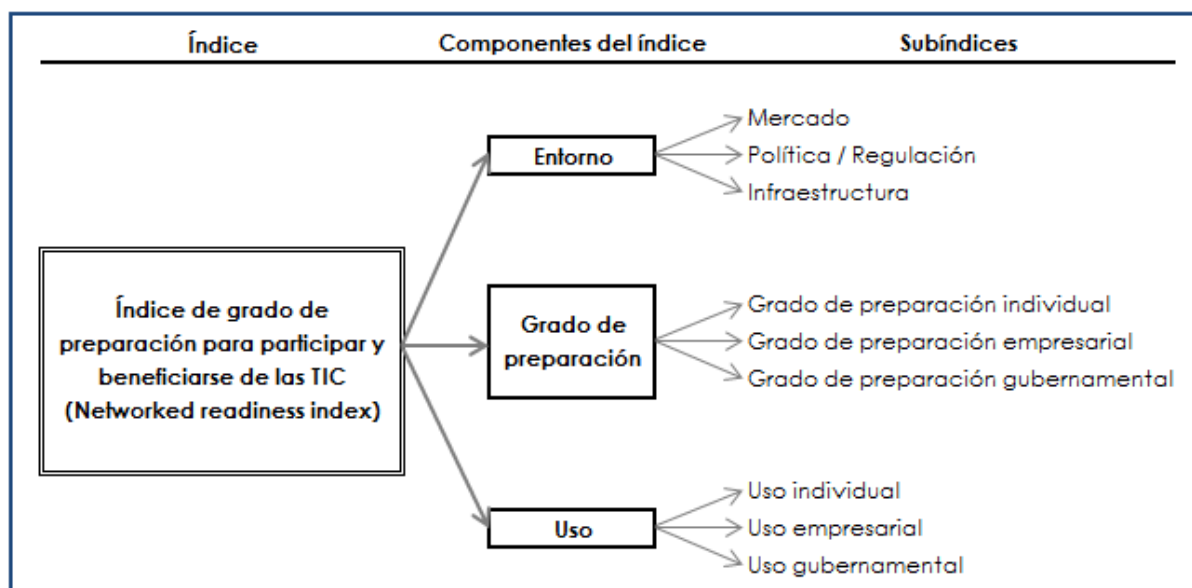 Índice Componentes del índice Subíndices
Mercado
Entorno
Política / Regulación
Infraestructura
Índice de grado de
preparación para participar y
beneficiarse de las TIC
(Networked readiness index)
Grado de
preparación
Grado de preparación individual
Grado de preparación empresarial
Grado de preparación gubernamental
Uso
Uso individual
Uso empresarial
Uso gubernamental